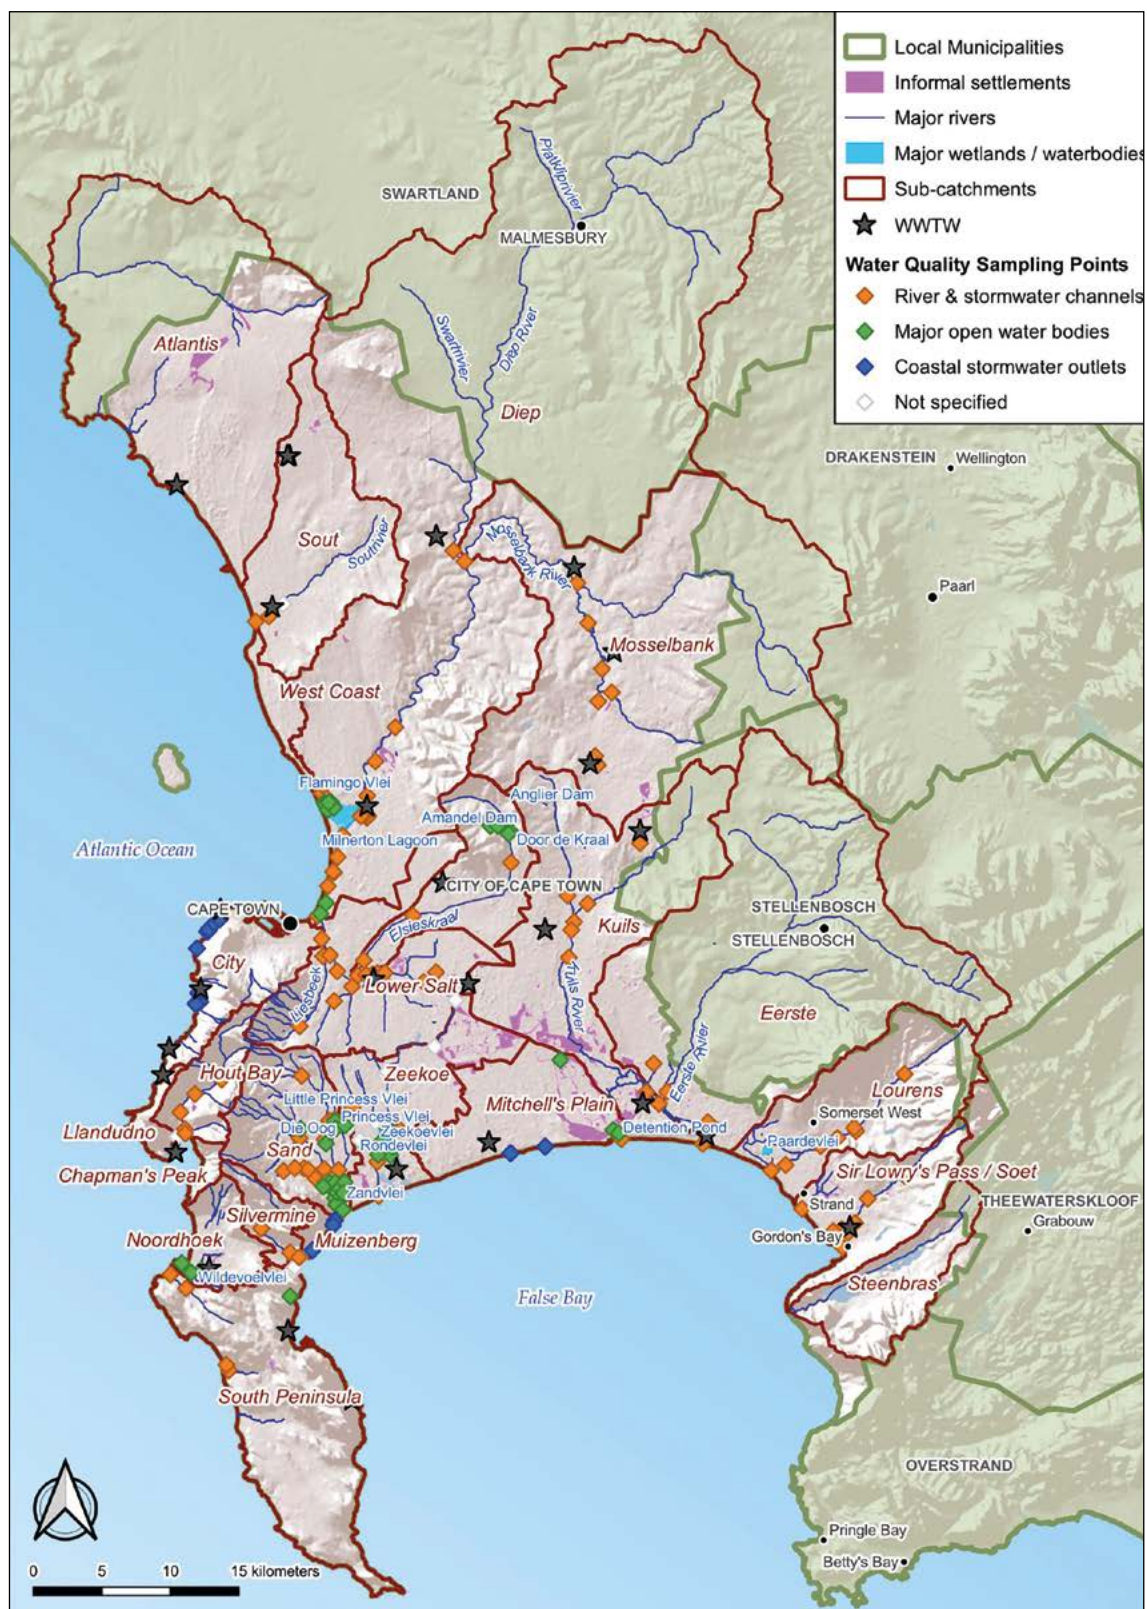 Local Municipalities
Informal settlements
Major rivers
Major wetlands / waterbodies
Sub-catchments
WWTW
Water Quality Sampling Points
River & stormwater channels
Major open water bodies
Coastal stormwater outlets
Not specified
Platkliprivier
SWARTLAND
MALMESBURY
Swartrivier
Diep River
Atlantis
Diep
DRAKENSTEIN
Wellington
Sout
Soutrivier
Mosselbank River
Paarl
Mosselbank
West Coast
Flamingo Vlei
Anglier Dam
Amandel Dam
Milnerton Lagoon
Door de Kraal
Atlantic Ocean
CITY OF CAPE TOWN
CAPE TOWN
Elsieskraal
STELLENBOSCH
STELLENBOSCH
Kuils
City
Liesbeek
Lower Salt
Kuils River
Eerste
Eerste River
Hout Bay
Zeekoe
Lourens
Little Princess Vlei
Mitchell's Plain
Princess Vlei
Somerset West
Llandudno
Die Oog
Zeekoevlei
Detention Pond
Sand
Rondevlei
Paardevlei
Chapman's Peak
Sir Lowry's Pass / Soet
Zandvlei
Strand
THEEWATERSKLOOF
Silvermine
Grabouw
Noordhoek
Muizenberg
Gordon's Bay
Wildevoelvlei
Steenbras
False Bay
South Peninsula
OVERSTRAND
Pringle Bay
Betty's Bay
0 5 10 15 kilometers